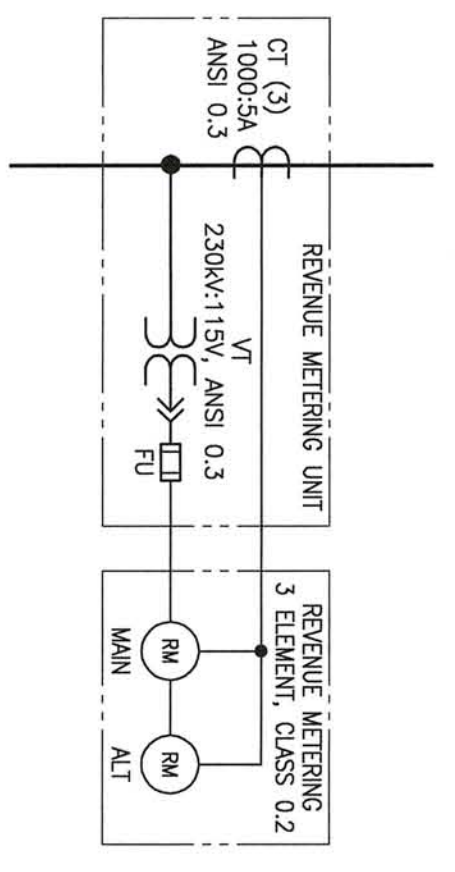 REVENUE METERING UNIT
CT (3)
1000:5A
ANSI 0.3
VT
230kV:115V, ANSI 0.3
FU
REVENUE METERING
3 ELEMENT, CLASS 0.2
RM
MAIN
RM
ALT